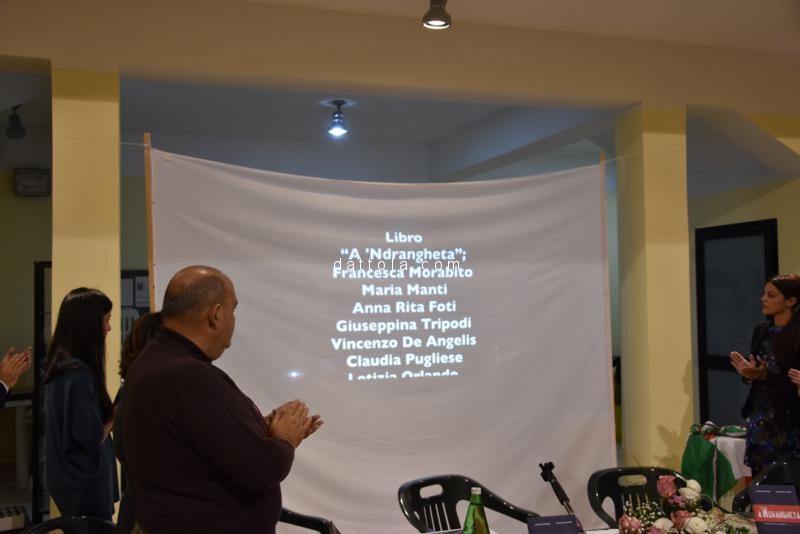 Libro
“A 'Ndrangheta”;
dattola.com
Francesca Morabito
Maria Manti
Anna Rita Foti
Giuseppina Tripodi
Vincenzo De Angelis
Claudia Pugliese
Letizia Orlando
A'NDRANGHETA